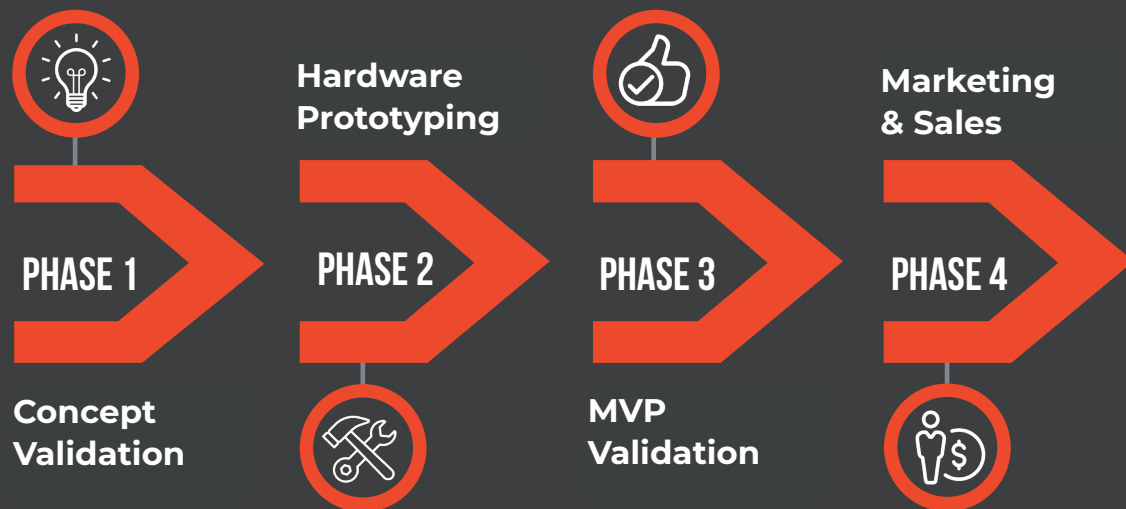 PHASE 1
Concept
Validation
Hardware
Prototyping
PHASE 2
PHASE 3
MVP
Validation
Marketing
& Sales
PHASE 4
$